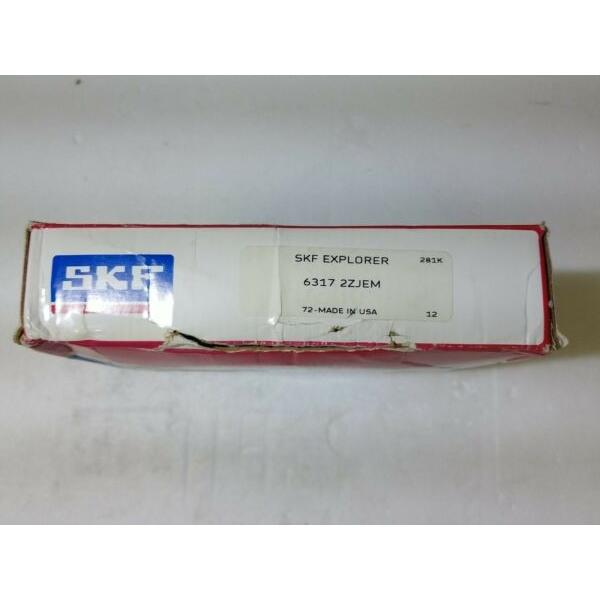 SKF
SKF EXPLORER 281K
6317 2ZJEM
72-MADE IN USA 12